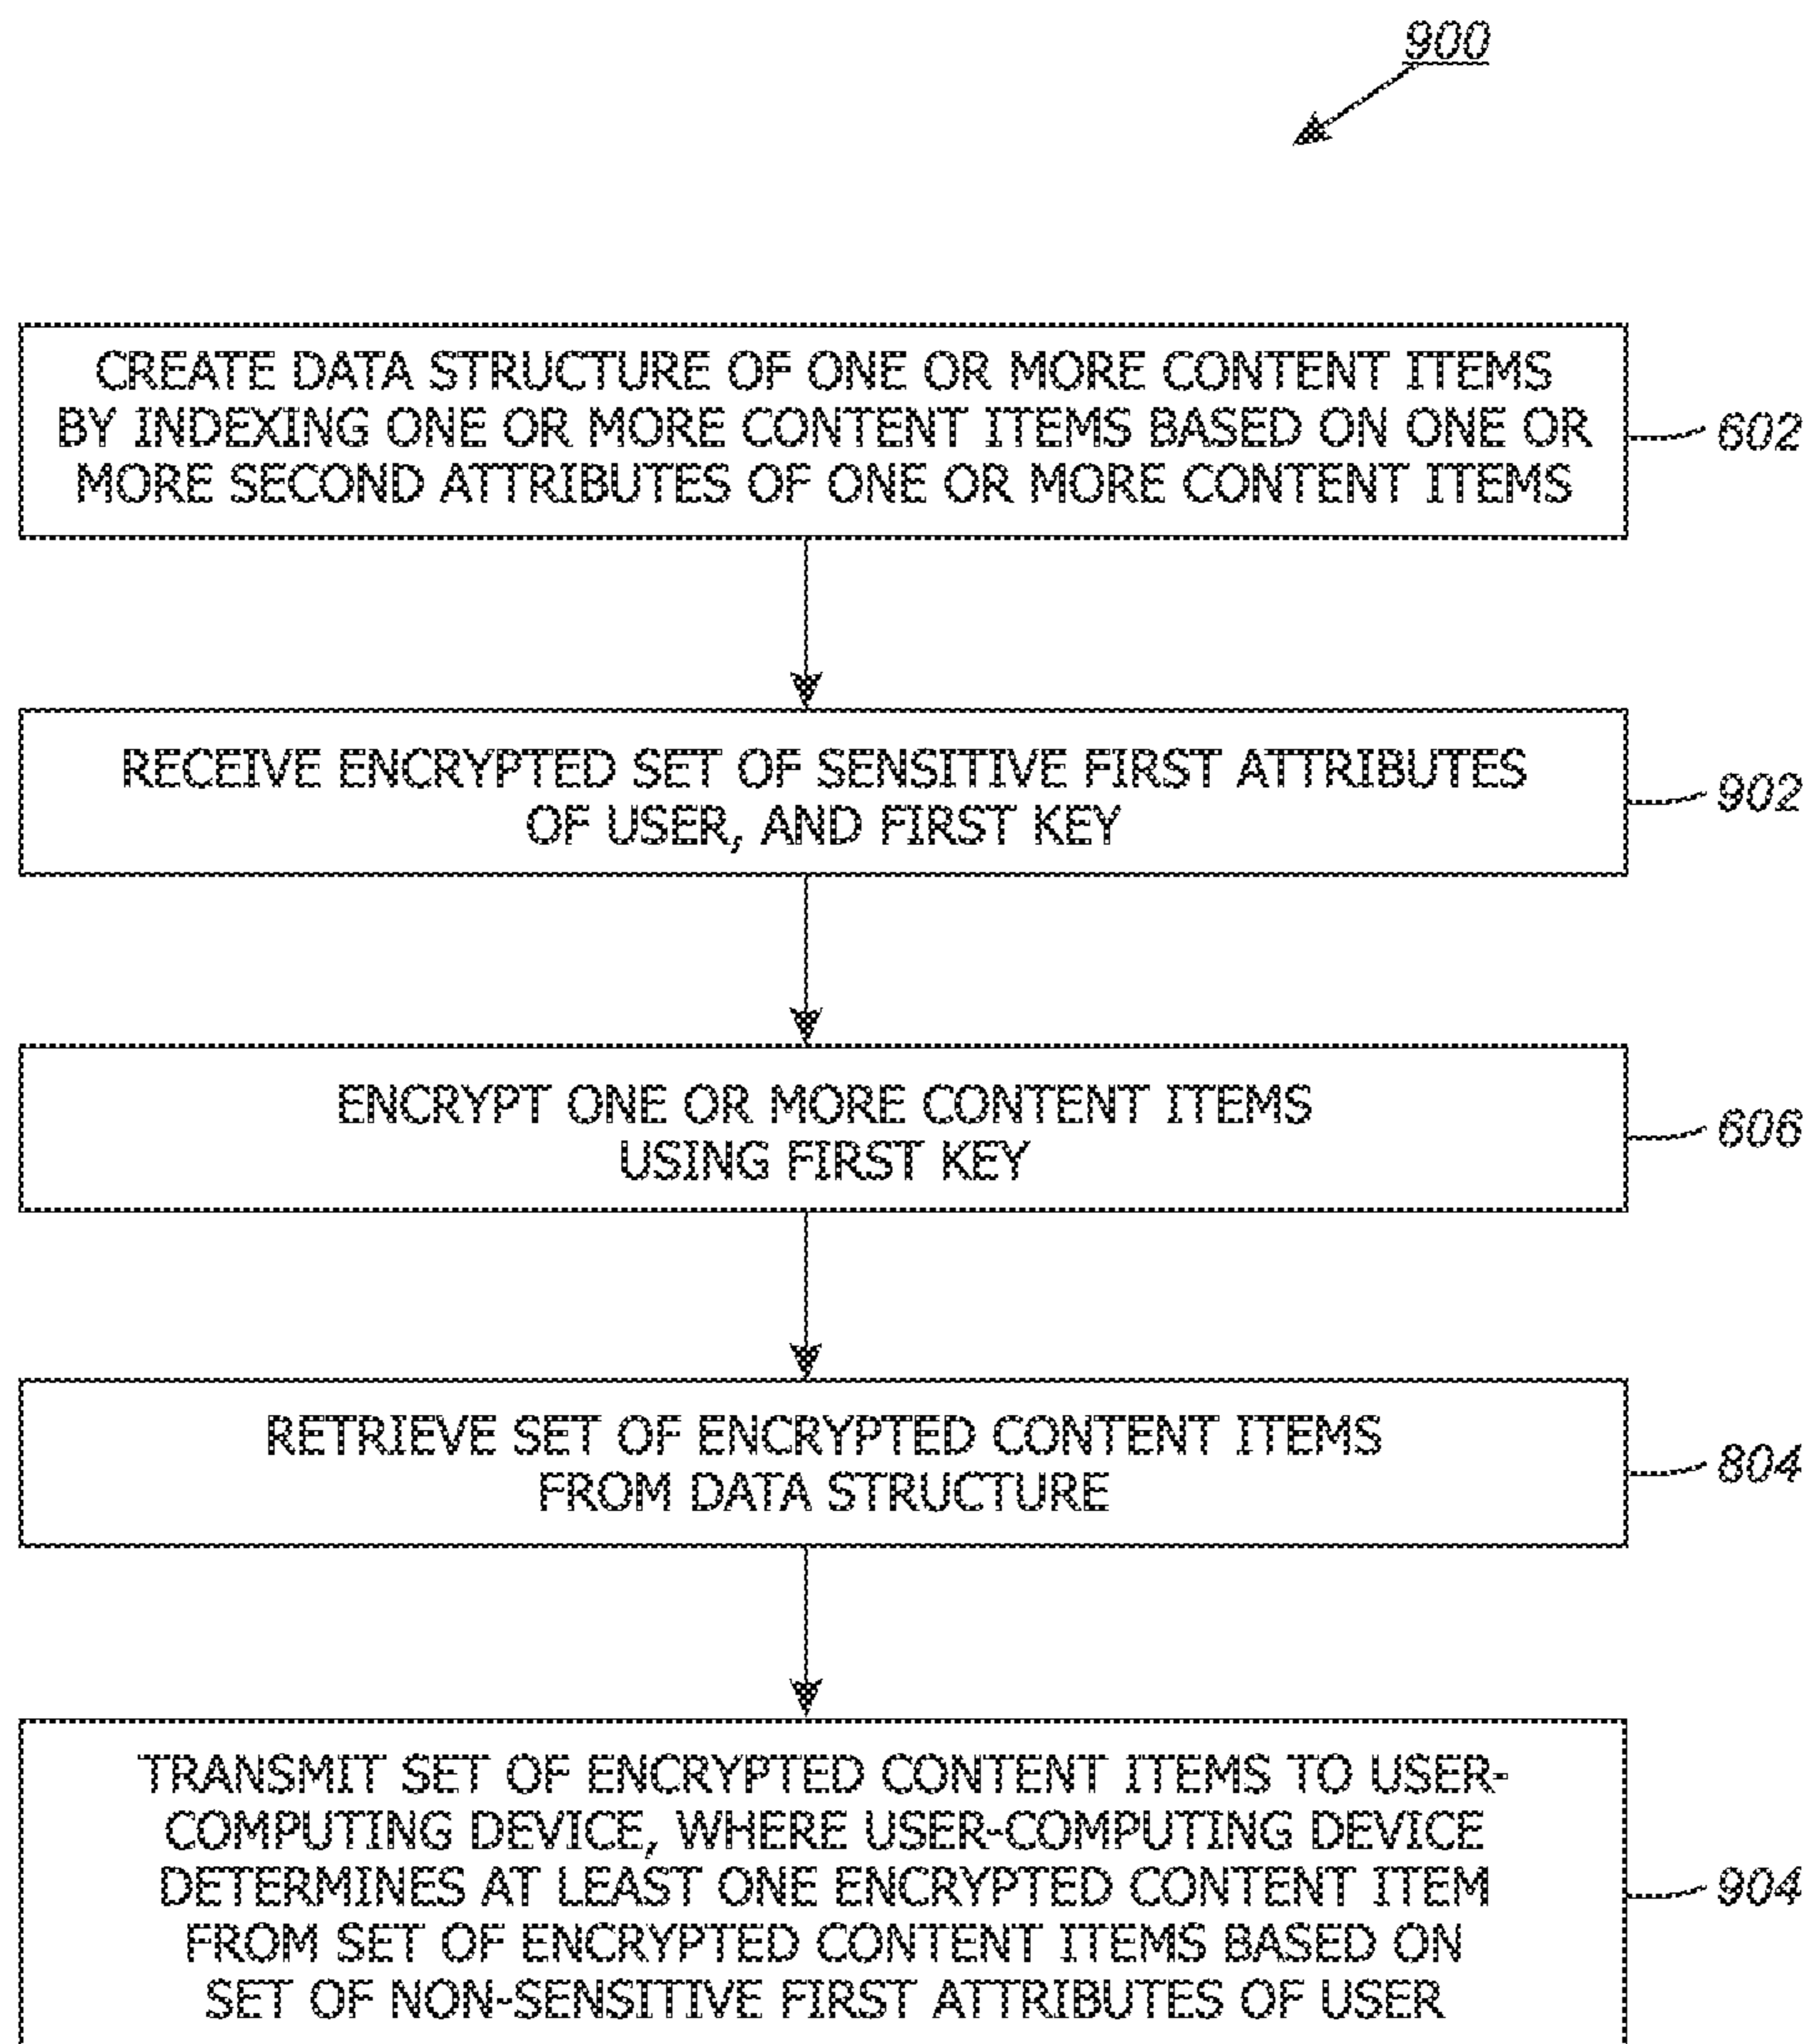 900
CREATE DATA STRUCTURE OF ONE OR MORE CONTENT ITEMS
BY INDEXING ONE OR MORE CONTENT ITEMS BASED ON ONE OR
MORE SECOND ATTRIBUTES OF ONE OR MORE CONTENT ITEMS
602
RECEIVE ENCRYPTED SET OF SENSITIVE FIRST ATTRIBUTES
OF USER, AND FIRST KEY
902
ENCRYPT ONE OR MORE CONTENT ITEMS
USING FIRST KEY
606
RETRIEVE SET OF ENCRYPTED CONTENT ITEMS
FROM DATA STRUCTURE
804
TRANSMIT SET OF ENCRYPTED CONTENT ITEMS TO USER-
COMPUTING DEVICE, WHERE USER-COMPUTING DEVICE
DETERMINES AT LEAST ONE ENCRYPTED CONTENT ITEM
FROM SET OF ENCRYPTED CONTENT ITEMS BASED ON
SET OF NON-SENSITIVE FIRST ATTRIBUTES OF USER
904